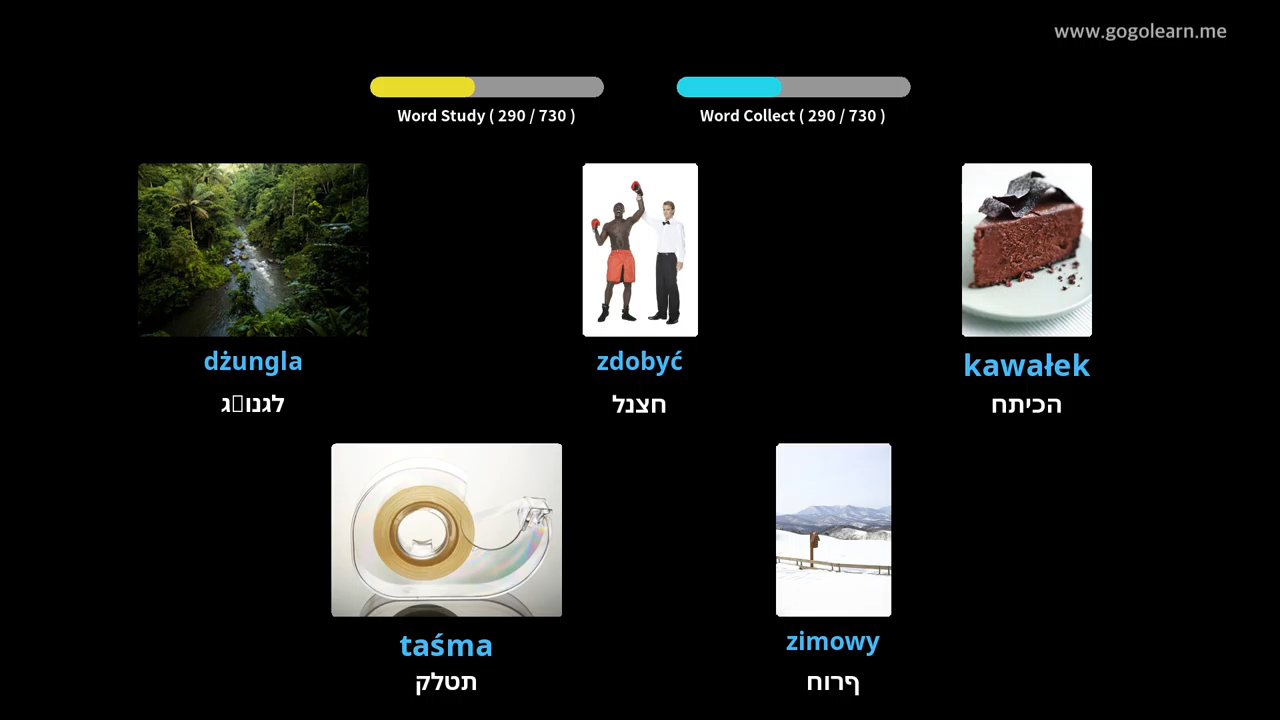 www.gogolearn.me
Word Study ( 290 / 730 )
Word Collect ( 290 / 730 )
dżungla
zdobyć
kawałek
לגנו□ג
חצנל
הכיתח
taśma
zimowy
תטלק
ףרוח